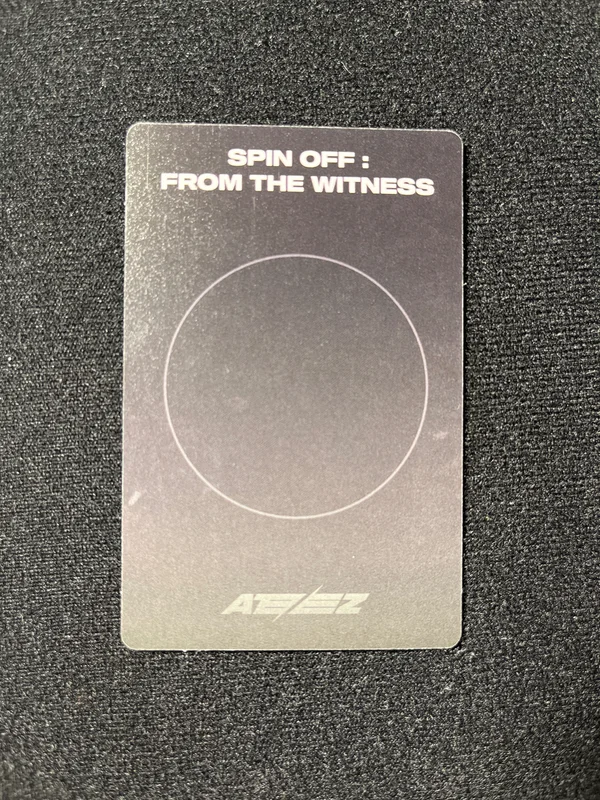 SPIN OFF :
FROM THE WITNESS
ATEEZ